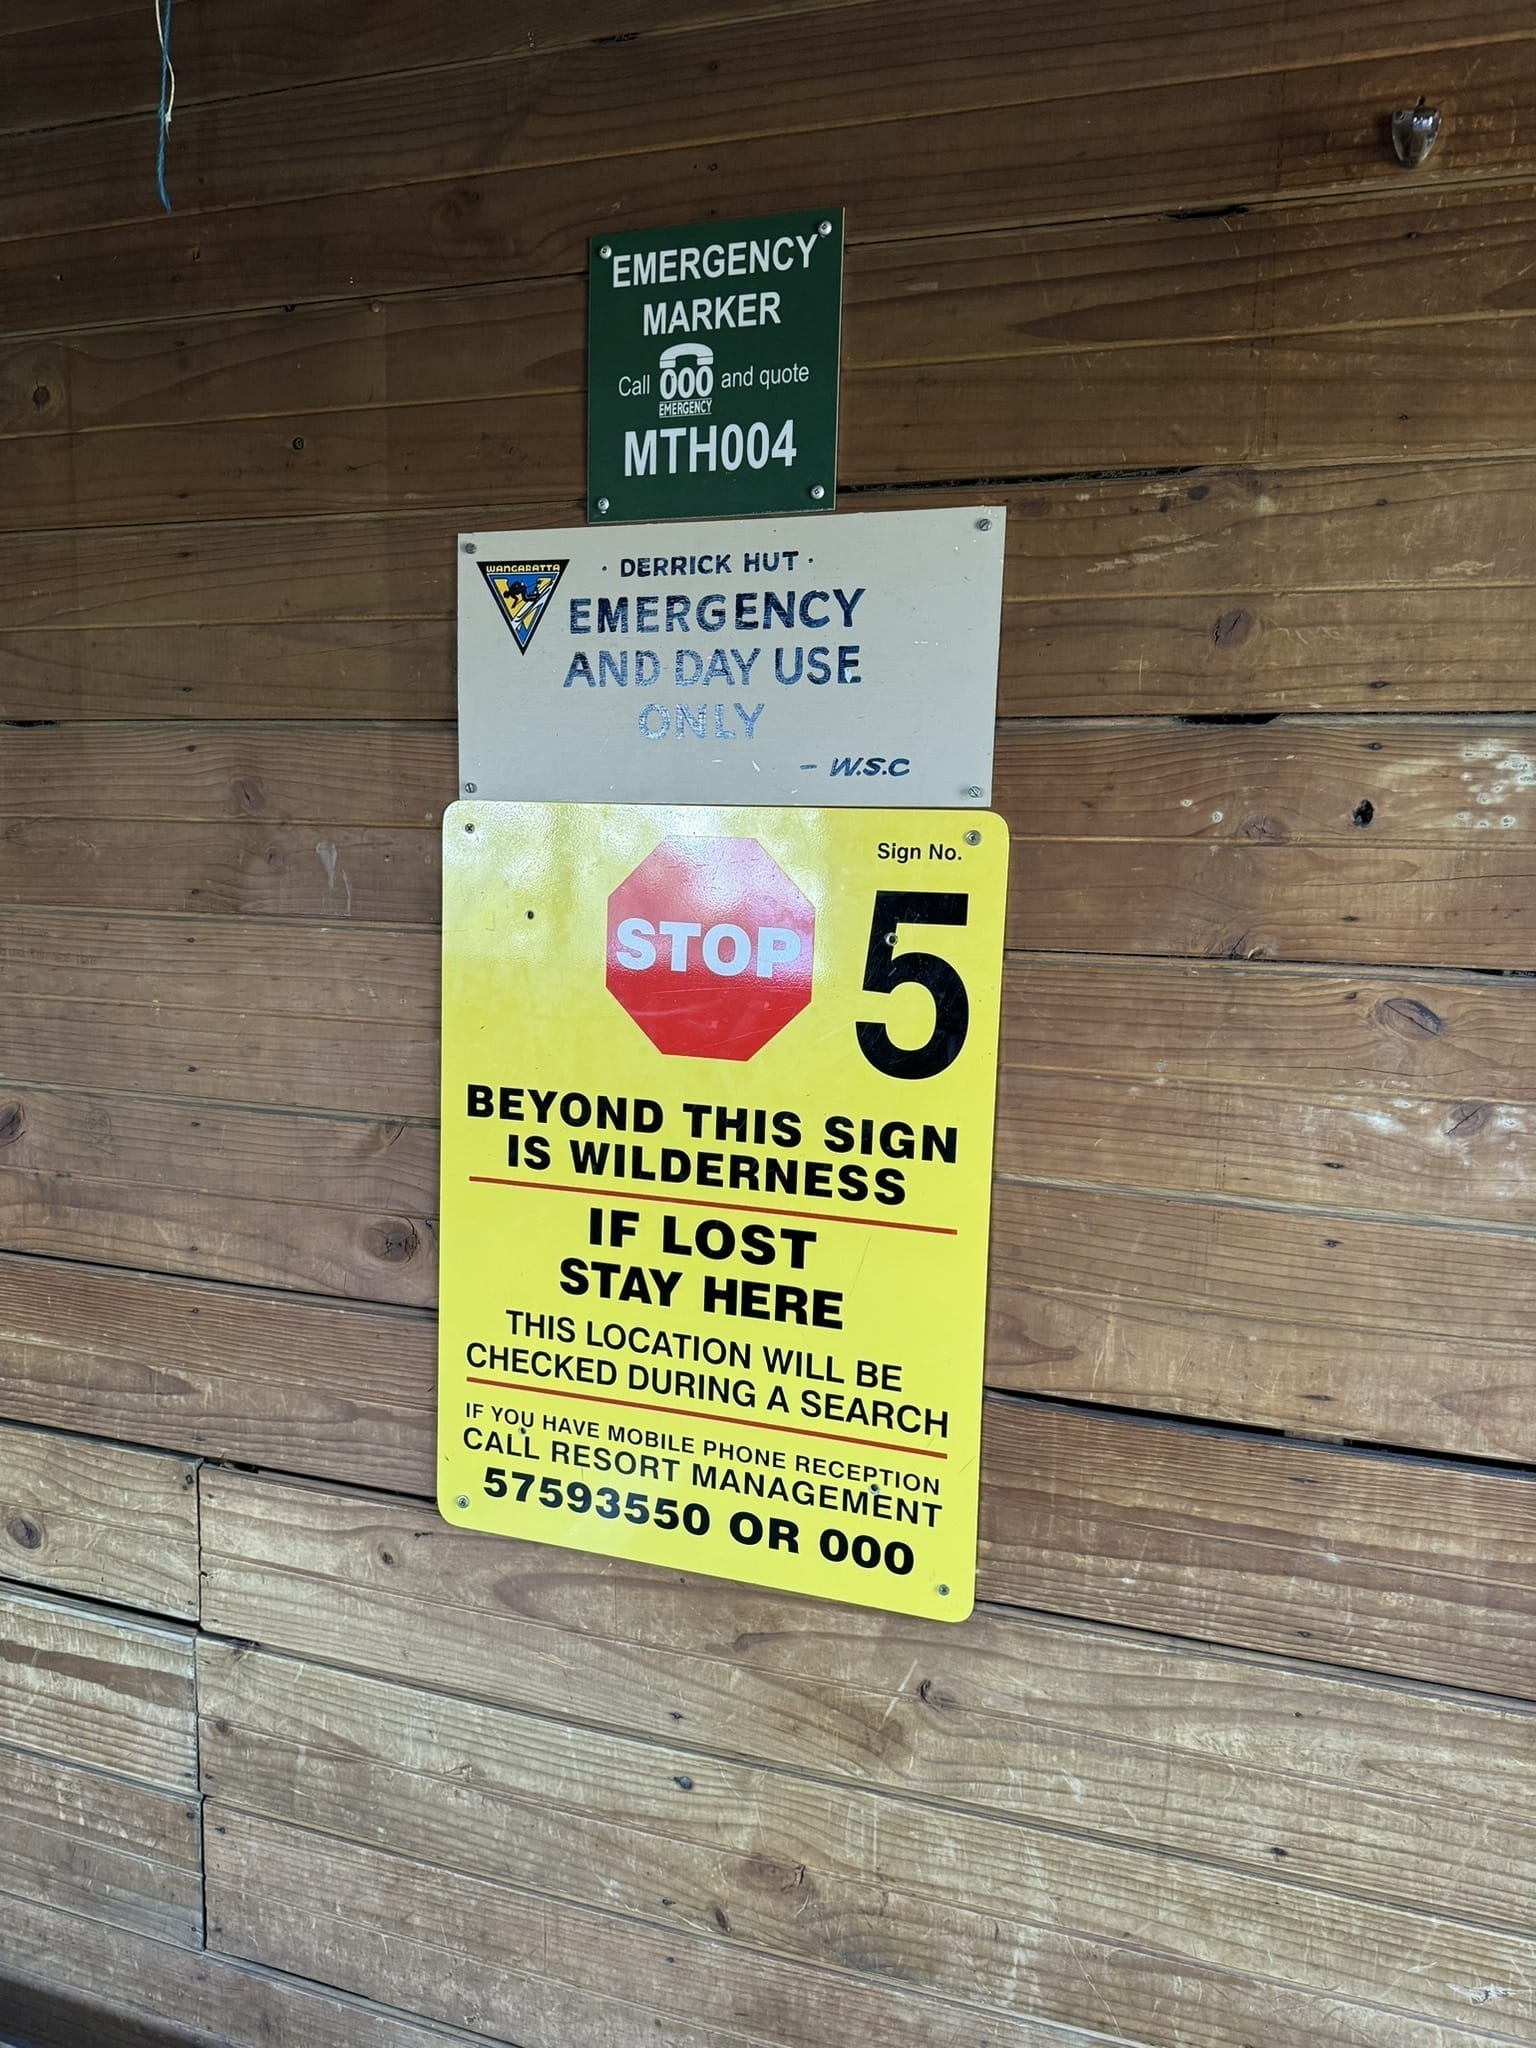 EMERGENCY
MARKER
Call 000 and quote
EMERGENCY
MTH004
WANGARATTA
· DERRICK HUT ·
EMERGENCY
AND DAY USE
ONLY
- W.S.C
Sign No.
STOP
5
BEYOND THIS SIGN
IS WILDERNESS
IF LOST
STAY HERE
THIS LOCATION WILL BE
CHECKED DURING A SEARCH
IF YOU HAVE MOBILE PHONE RECEPTION
CALL RESORT MANAGEMENT
57593550 OR 000